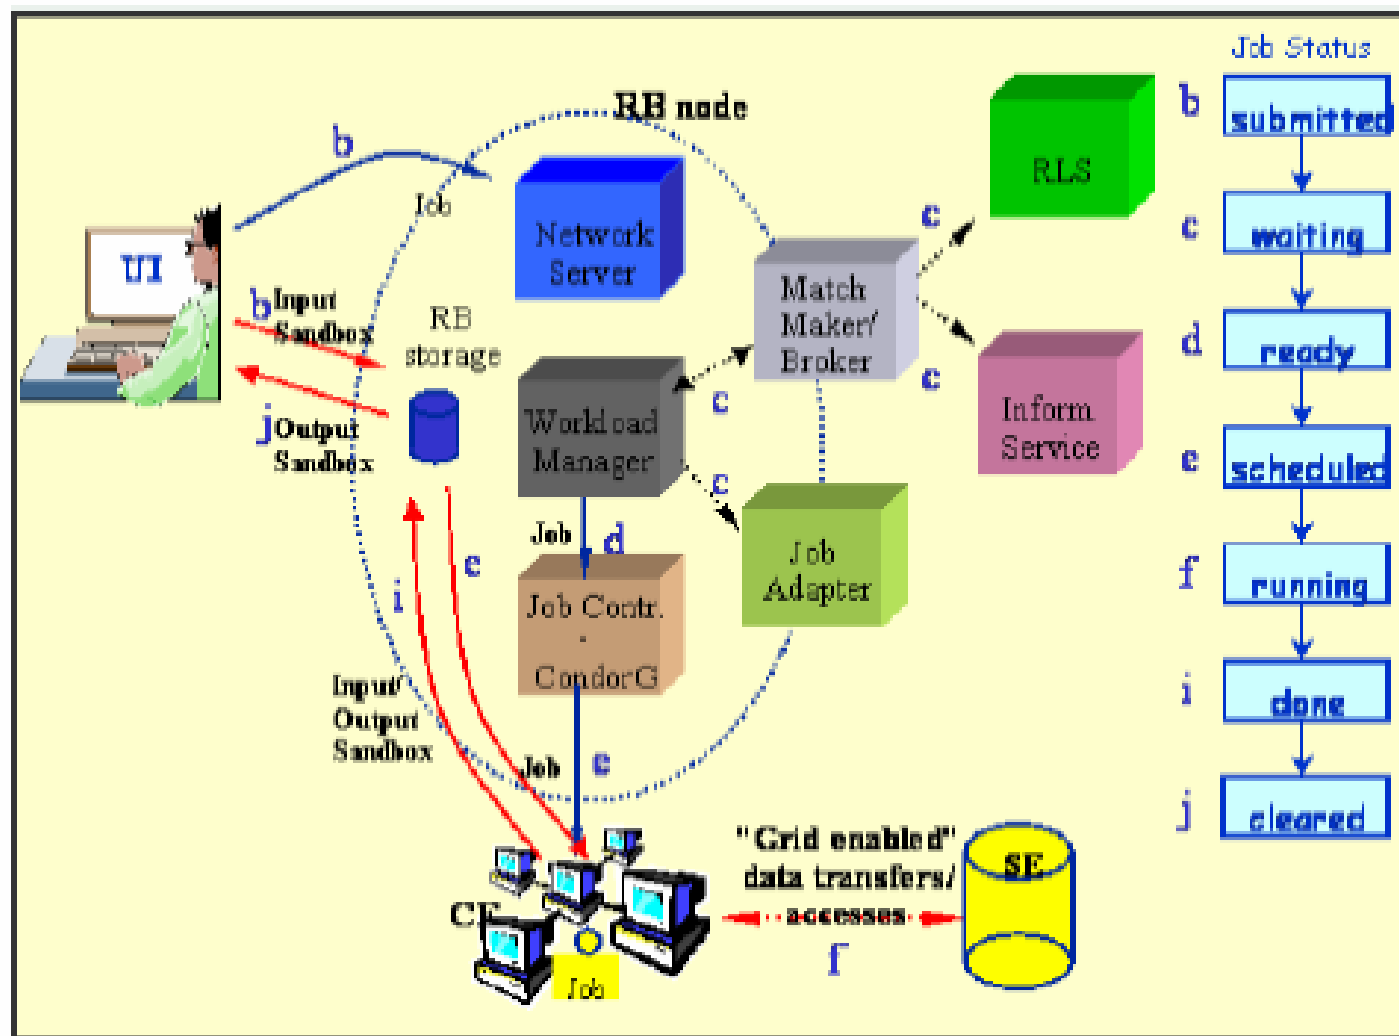 Job Status
RB node
b
submitted
RLS
b
Job
Network
Server
c
c
waiting
UI
b
Input
Sandbox
RB
storage
Match
Maker/
Broker
d
ready
c
c
j
Output
Sandbox
Workload
Manager
Inform.
Service
e
scheduled
c
Job
d
e
i
Job Contr.
-
CondorG
Job
Adapter
f
running
Input/
Output
Sandbox
i
done
Job
e
j
cleared
"Grid enabled"
data transfers/
accesses
SE
CE
f
Job